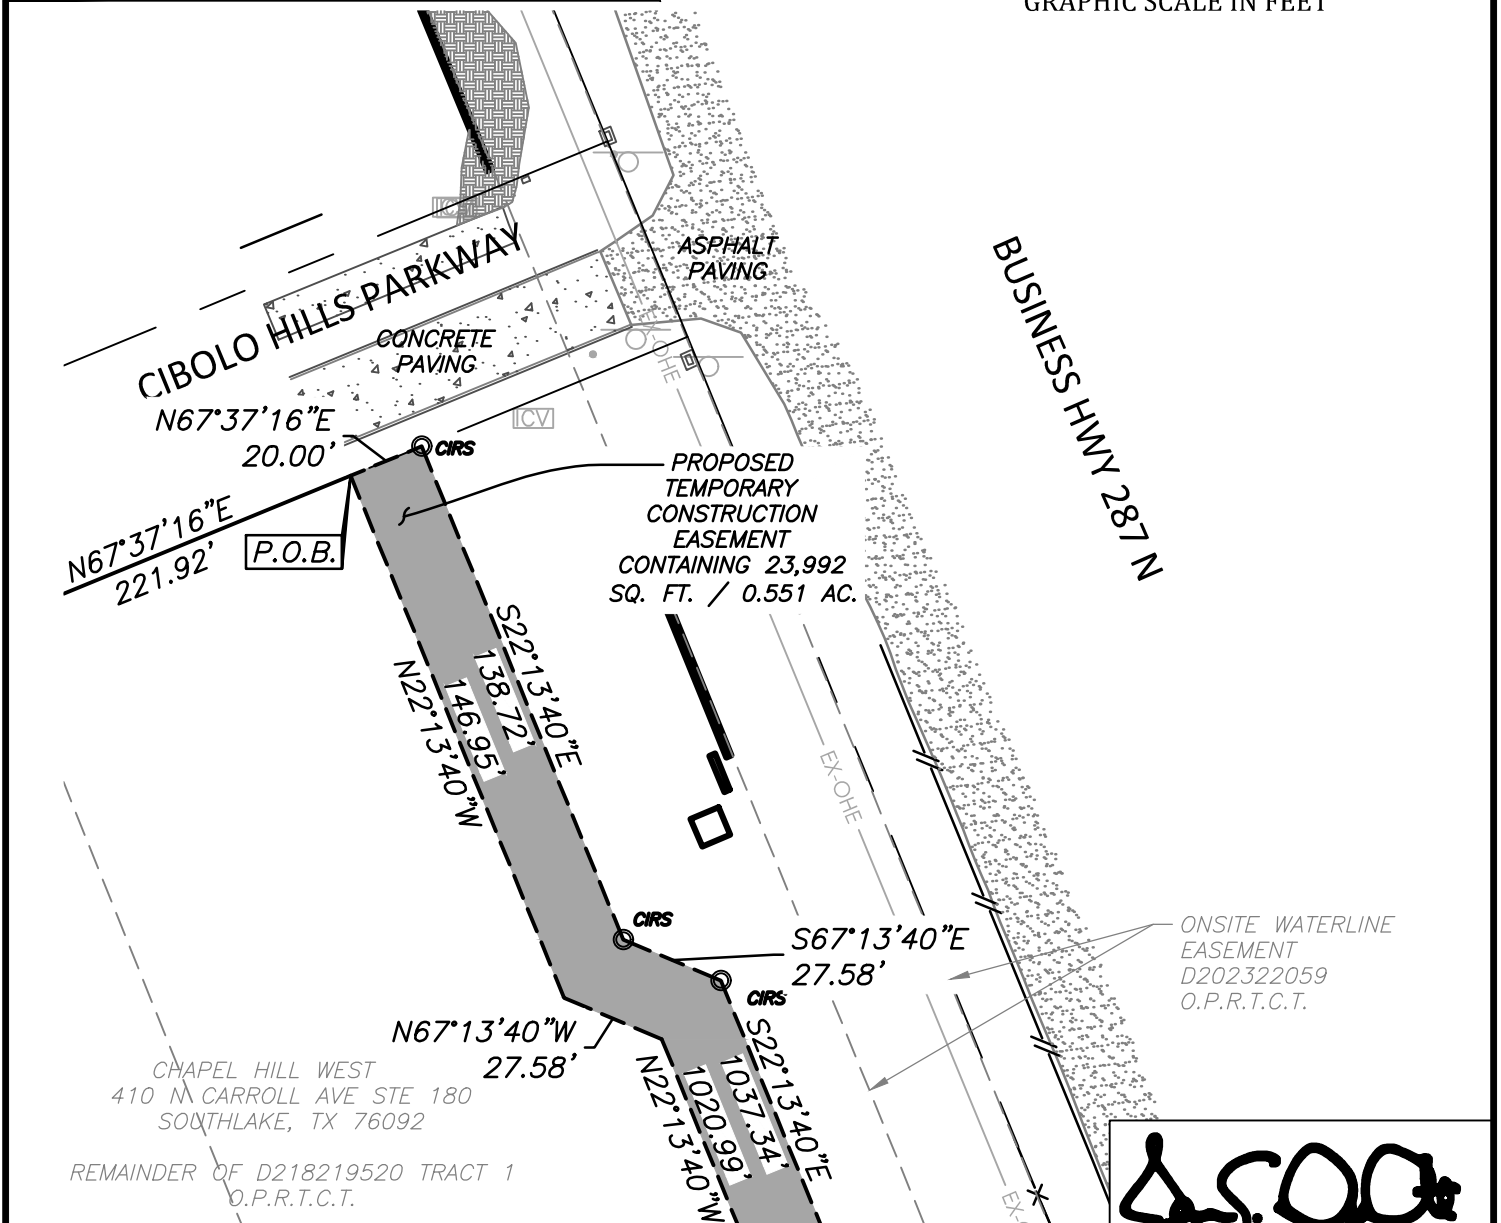 GRAPHIC SCALE IN FEET
CIBOLO HILLS PARKWAY
ASPHALT
PAVING
CONCRETE
PAVING
EX-OHE
BUSINESS HWY 287 N
N67°37'16"E
20.00'
CIRS
ICV
PROPOSED
TEMPORARY
CONSTRUCTION
EASEMENT
CONTAINING 23,992
SQ. FT. / 0.551 AC.
N67°37'16"E
221.92'
P.O.B.
S22°13'40"E
138.72'
146.95'
N22°13'40"W
EX-OHE
CIRS
S67°13'40"E
27.58'
CIRS
ONSITE WATERLINE
EASEMENT
D202322059
O.P.R.T.C.T.
N67°13'40"W
27.58'
S22°13'40"E
1037.34'
1020.99'
N22°13'40"W
CHAPEL HILL WEST
410 N CARROLL AVE STE 180
SOUTHLAKE, TX 76092
REMAINDER OF D218219520 TRACT 1
O.P.R.T.C.T.